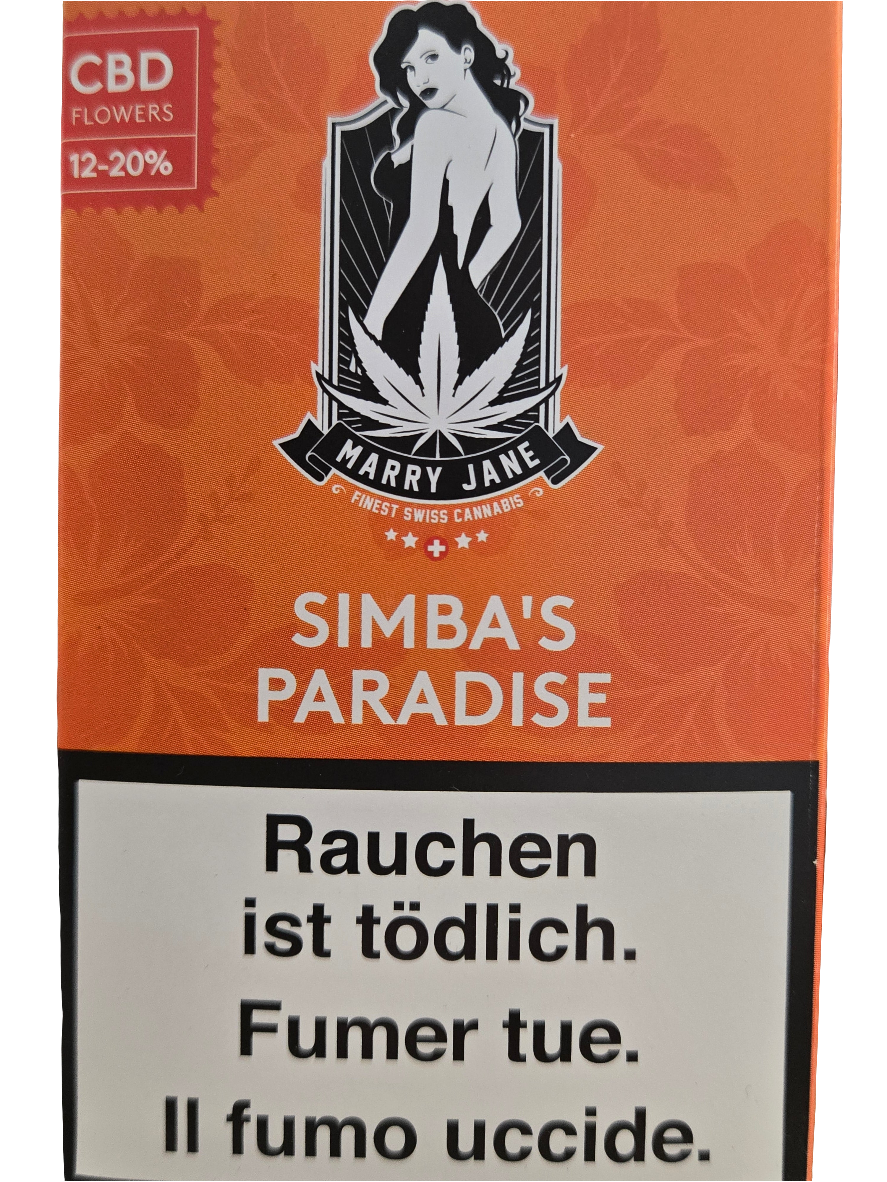 CBD
FLOWERS
12-20%
MARRY JANE
FINEST SWISS CANNABIS
SIMBA'S
PARADISE
Rauchen
ist tödlich.
Fumer tue.
Il fumo uccide.